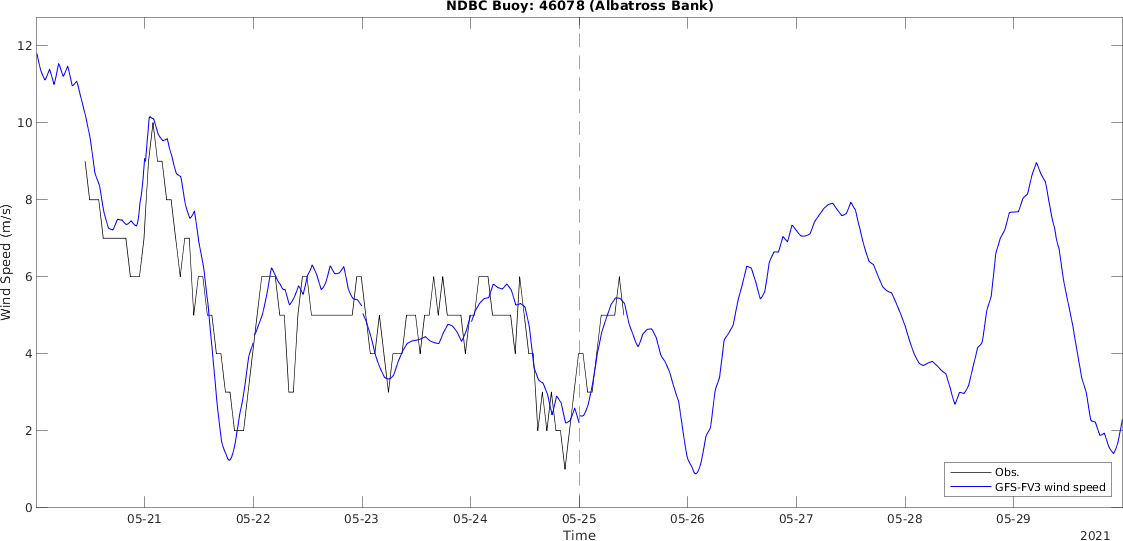 NDBC Buoy: 46078 (Albatross Bank)
Wind Speed (m/s)
12
10
8
6
4
2
0
05-21 05-22 05-23 05-24 05-25 05-26 05-27 05-28 05-29
Time
2021
Obs.
GFS-FV3 wind speed